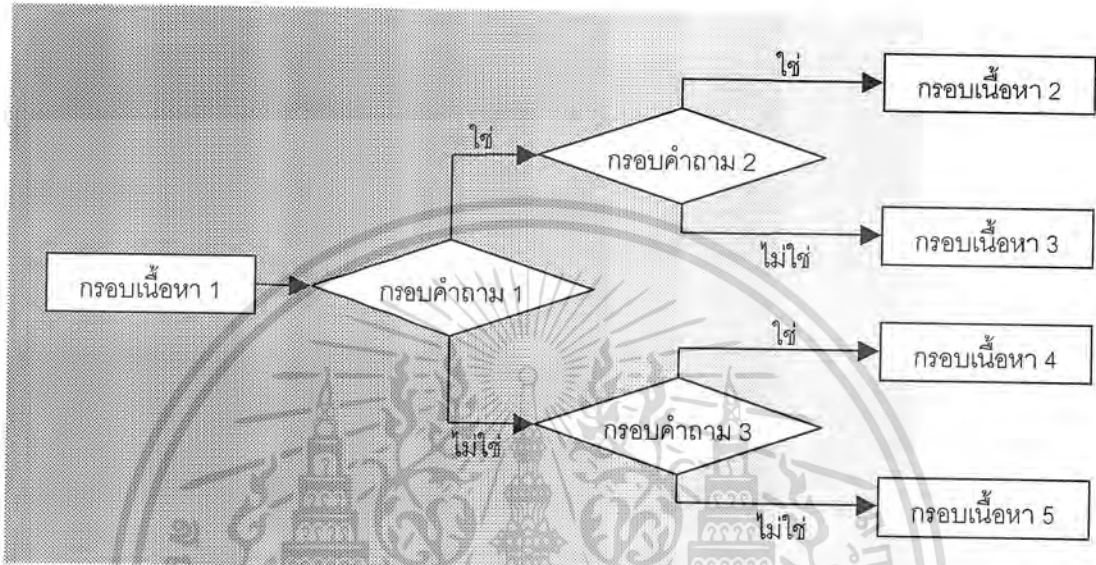 ใช่
กรอบเนื้อหา 2
ใช่
กรอบคำถาม 2
ไม่ใช่
กรอบเนื้อหา 3
กรอบเนื้อหา 1
กรอบคำถาม 1
ใช่
กรอบเนื้อหา 4
ไม่ใช่
กรอบคำถาม 3
ไม่ใช่
กรอบเนื้อหา 5